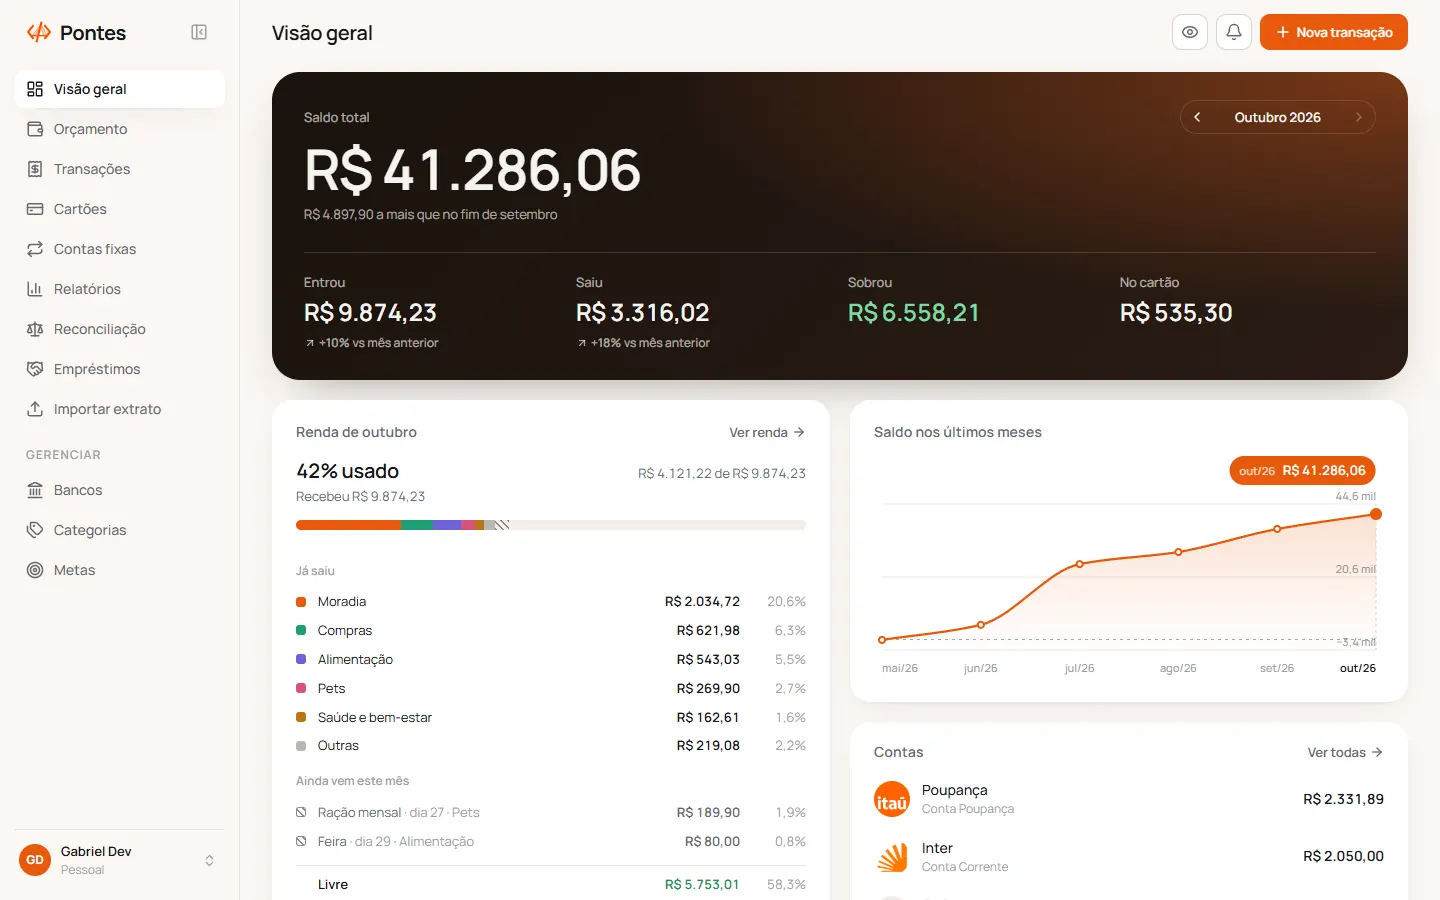 Pontes
Visão geral
Orçamento
Transações
Cartões
Contas fixas
Relatórios
Reconciliação
Empréstimos
Importar extrato
GERENCIAR
Bancos
Categorias
Metas
GD
Gabriel Dev
Pessoal
Visão geral
Nova transação
Saldo total
Outubro 2026
R$ 41.286,06
R$ 4.897,90 a mais que no fim de setembro
Entrou
R$ 9.874,23
+10% vs mês anterior
Saiu
R$ 3.316,02
+18% vs mês anterior
Sobrou
R$ 6.558,21
No cartão
R$ 535,30
Renda de outubro
Ver renda
42% usado
R$ 4.121,22 de R$ 9.874,23
Recebeu R$ 9.874,23
Já saiu
Moradia R$ 2.034,72 20,6%
Compras R$ 621,98 6,3%
Alimentação R$ 543,03 5,5%
Pets R$ 269,90 2,7%
Saúde e bem-estar R$ 162,61 1,6%
Outras R$ 219,08 2,2%
Ainda vem este mês
Ração mensal · dia 27 · Pets R$ 189,90 1,9%
Feira · dia 29 · Alimentação R$ 80,00 0,8%
Livre R$ 5.753,01 58,3%
Saldo nos últimos meses
out/26 R$ 41.286,06
44,6 mil
20,6 mil
−3,4 mil
mai/26 jun/26 jul/26 ago/26 set/26 out/26
Contas
Ver todas
itaú
Poupança
Conta Poupança
R$ 2.331,89
Inter
Conta Corrente
R$ 2.050,00